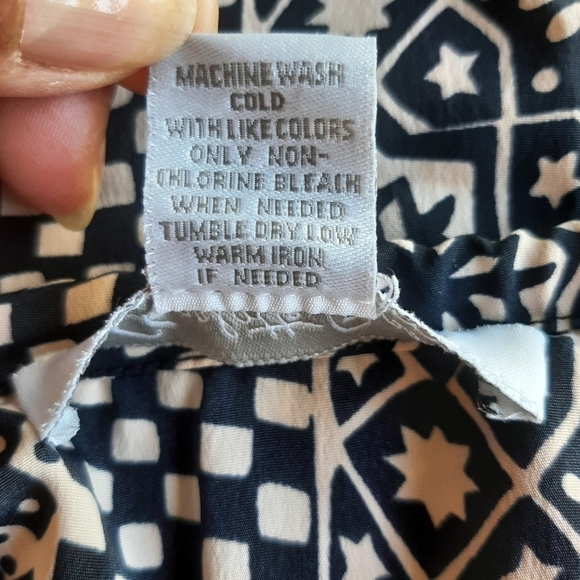 MACHINE WASH
COLD
WITH LIKE COLORS
ONLY NON-
CHLORINE BLEACH
WHEN NEEDED
TUMBLE DRY LOW
WARM IRON
IF NEEDED